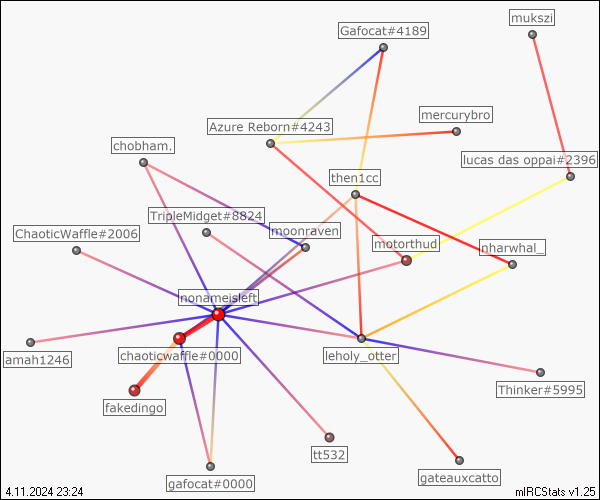 mukszi
Gafocat#4189
mercurybro
Azure Reborn#4243
chobham.
lucas das oppai#2396
then1cc
TripleMidget#8824
moonraven
ChaoticWaffle#2006
motorthud
nharwhal_
nonameisleft
chaoticwaffle#0000
leholy_otter
amah1246
Thinker#5995
fakedingo
tt532
gateauxcatto
gafocat#0000
4.11.2024 23:24
mIRCStats v1.25